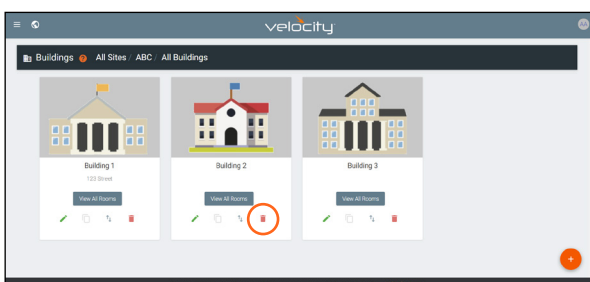 velocity
AA
Buildings ? All Sites / ABC / All Buildings
Building 1
123 Street
View All Rooms
Building 2
View All Rooms
Building 3
View All Rooms
+